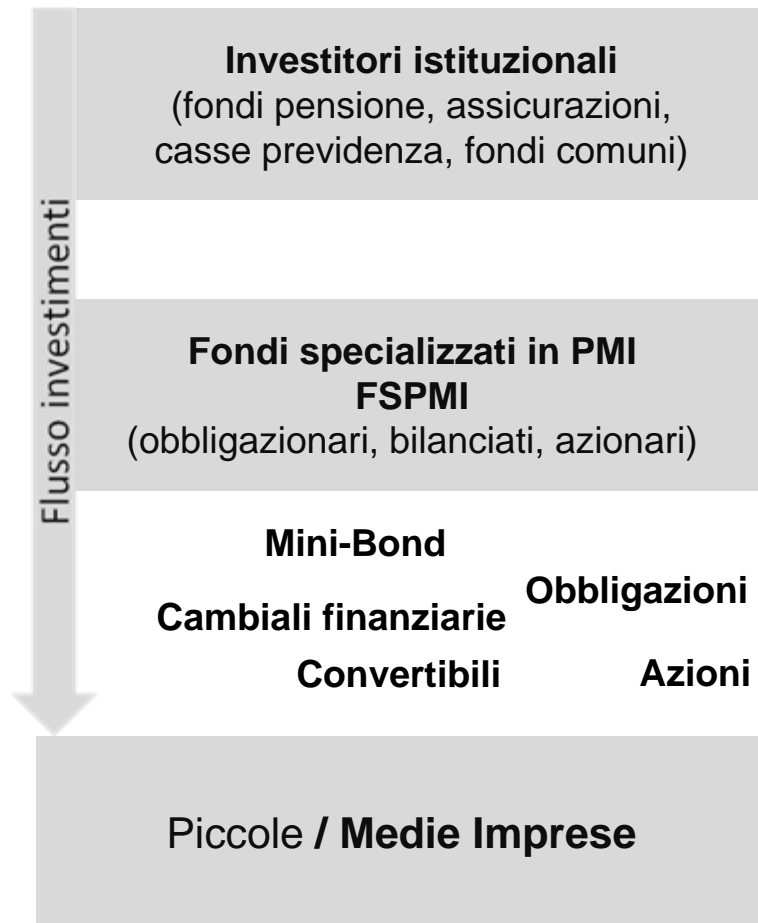 Investitori istituzionali
(fondi pensione, assicurazioni,
casse previdenza, fondi comuni)
Flusso investimenti
Fondi specializzati in PMI
FSPMI
(obbligazionari, bilanciati, azionari)
Mini-Bond
Obbligazioni
Cambiali finanziarie
Convertibili
Azioni
Piccole / Medie Imprese